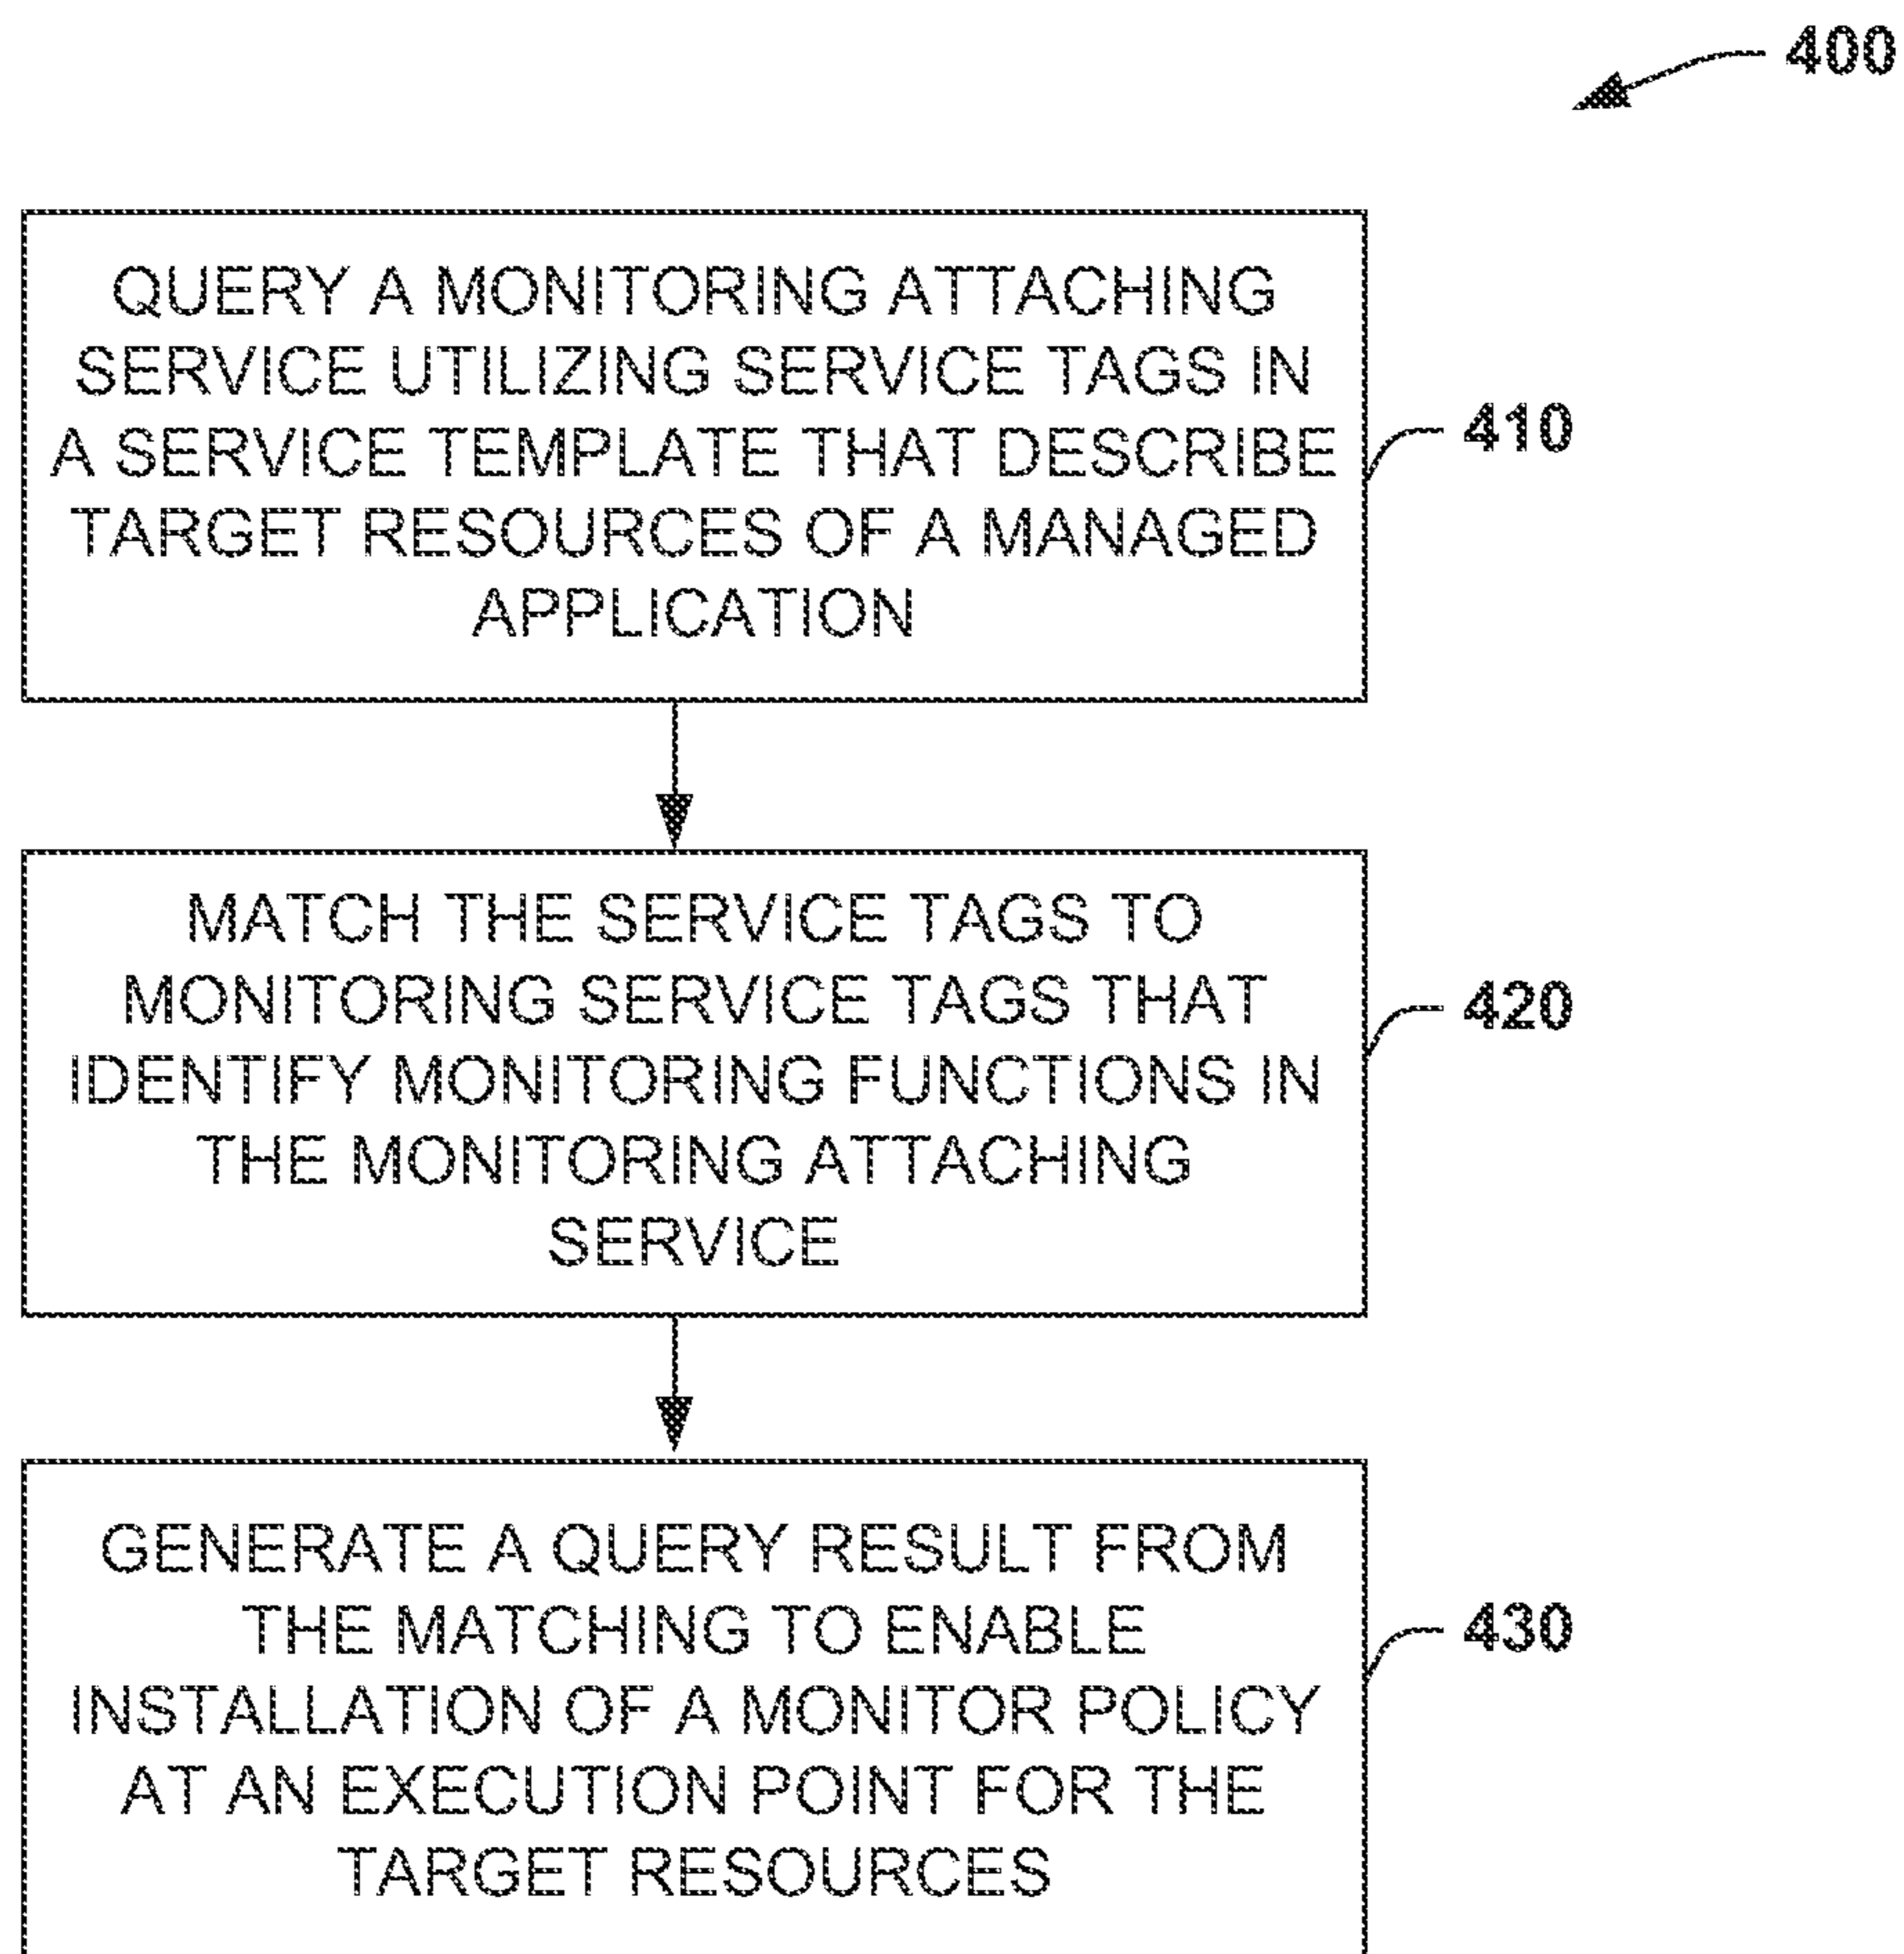 400
QUERY A MONITORING ATTACHING
SERVICE UTILIZING SERVICE TAGS IN
A SERVICE TEMPLATE THAT DESCRIBE
TARGET RESOURCES OF A MANAGED
APPLICATION
410
MATCH THE SERVICE TAGS TO
MONITORING SERVICE TAGS THAT
IDENTIFY MONITORING FUNCTIONS IN
THE MONITORING ATTACHING
SERVICE
420
GENERATE A QUERY RESULT FROM
THE MATCHING TO ENABLE
INSTALLATION OF A MONITOR POLICY
AT AN EXECUTION POINT FOR THE
TARGET RESOURCES
430